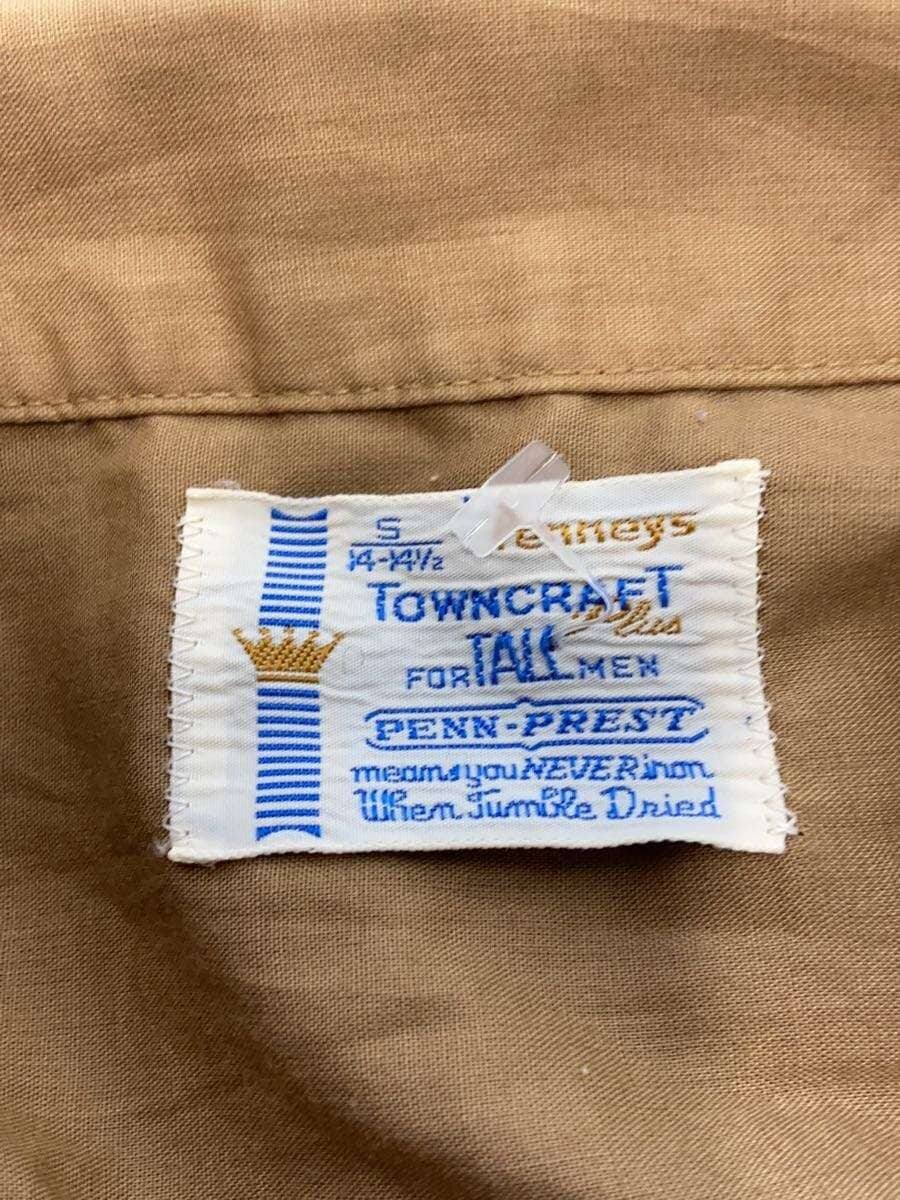 S
14-14½
Penneys
TOWNCRAFT
Plus
FOR TALL MEN
PENN-PREST
means you NEVER iron
When Tumble Dried